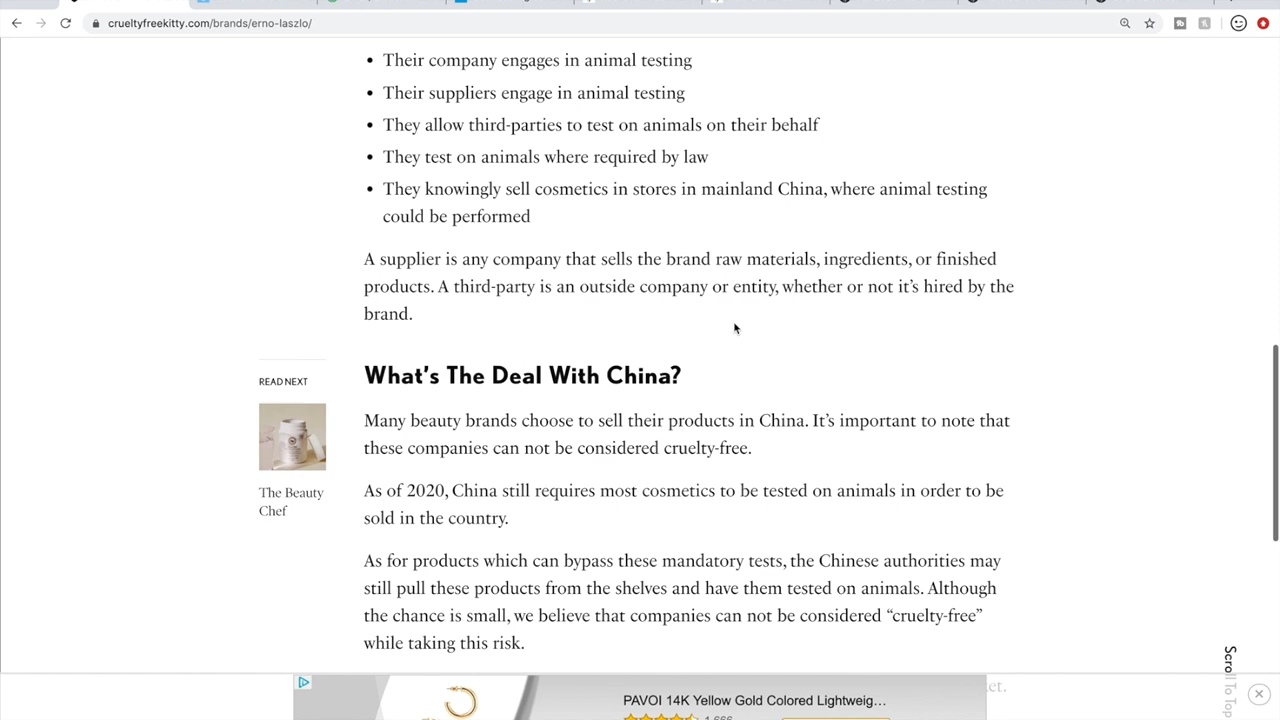 crueltyfreekitty.com/brands/erno-laszlo/
• Their company engages in animal testing
• Their suppliers engage in animal testing
• They allow third-parties to test on animals on their behalf
• They test on animals where required by law
• They knowingly sell cosmetics in stores in mainland China, where animal testing
could be performed
A supplier is any company that sells the brand raw materials, ingredients, or finished
products. A third-party is an outside company or entity, whether or not it's hired by the
brand.
READ NEXT
The Beauty
Chef
What's The Deal With China?
Many beauty brands choose to sell their products in China. It's important to note that
these companies can not be considered cruelty-free.
As of 2020, China still requires most cosmetics to be tested on animals in order to be
sold in the country.
As for products which can bypass these mandatory tests, the Chinese authorities may
still pull these products from the shelves and have them tested on animals. Although
the chance is small, we believe that companies can not be considered “cruelty-free”
while taking this risk.
Scroll To Top
PAVOI 14K Yellow Gold Colored Lightweig...
1,666